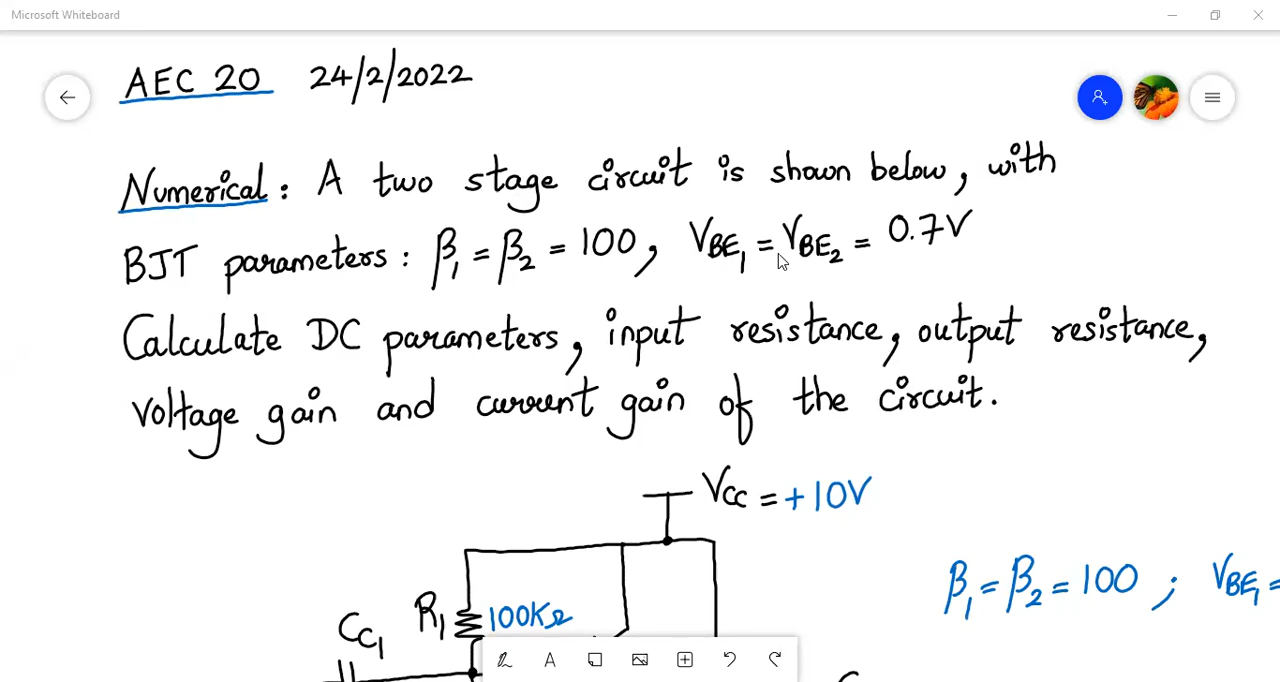 Microsoft Whiteboard
AEC 20 24/2/2022
Numerical: A two stage circuit is shown below, with
BJT parameters: β1 = β2 = 100, VBE1 = VBE2 = 0.7V
Calculate DC parameters, input resistance, output resistance,
voltage gain and current gain of the circuit.
VCC = +10V
β1 = β2 = 100 ; VBE1 =
R1 100KΩ
CC1
A